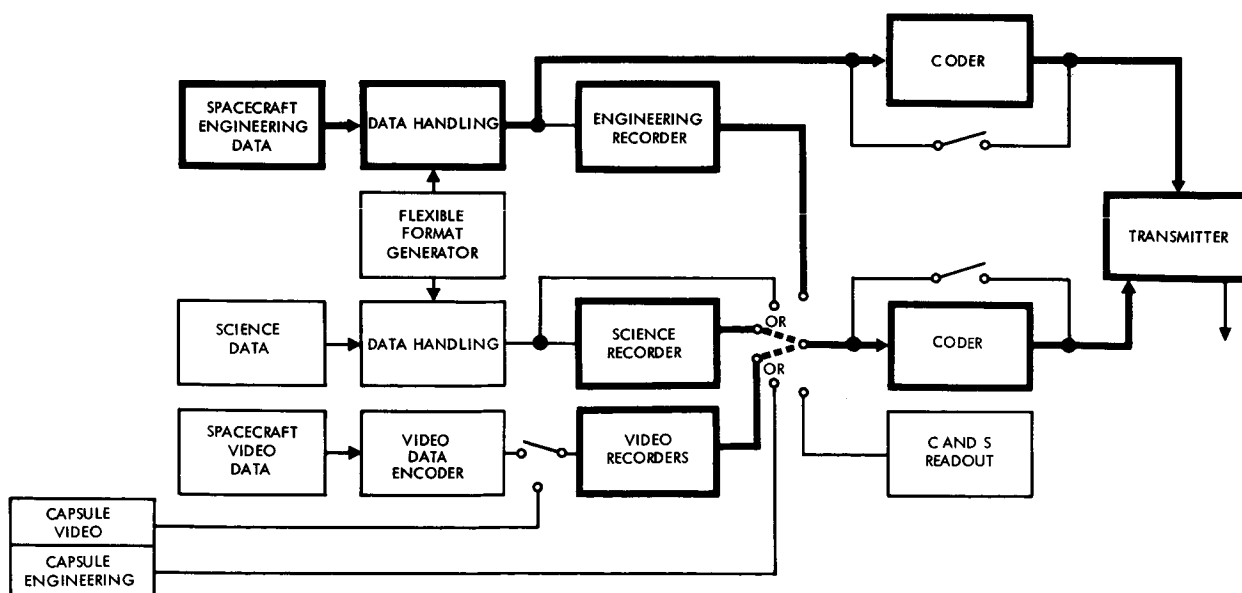 CODER
SPACECRAFT
ENGINEERING
DATA
DATA HANDLING
ENGINEERING
RECORDER
FLEXIBLE
FORMAT
GENERATOR
TRANSMITTER
SCIENCE
DATA
DATA HANDLING
SCIENCE
RECORDER
OR
OR
CODER
SPACECRAFT
VIDEO
DATA
VIDEO
DATA
ENCODER
VIDEO
RECORDERS
C AND S
READOUT
CAPSULE
VIDEO
CAPSULE
ENGINEERING